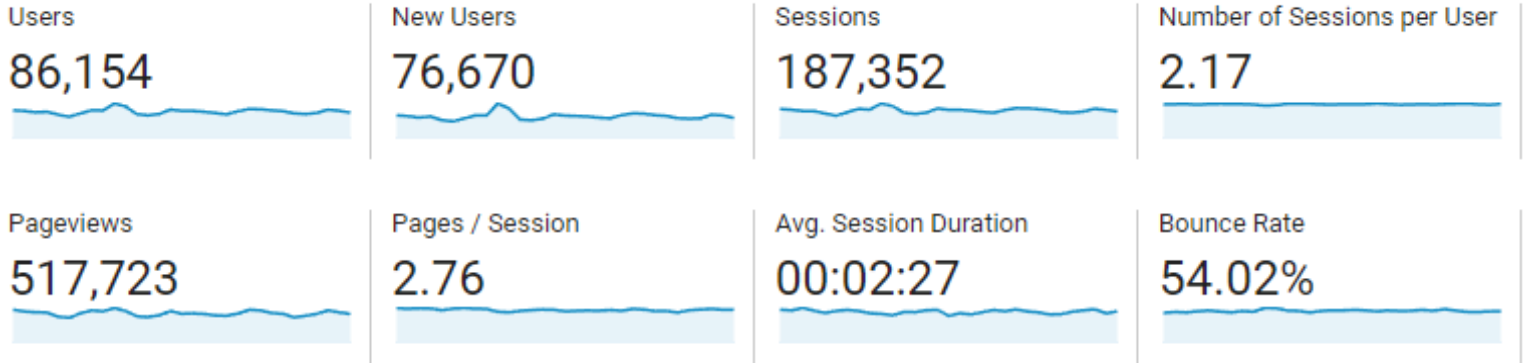 Users
86,154
New Users
76,670
Sessions
187,352
Number of Sessions per User
2.17
Pageviews
517,723
Pages / Session
2.76
Avg. Session Duration
00:02:27
Bounce Rate
54.02%